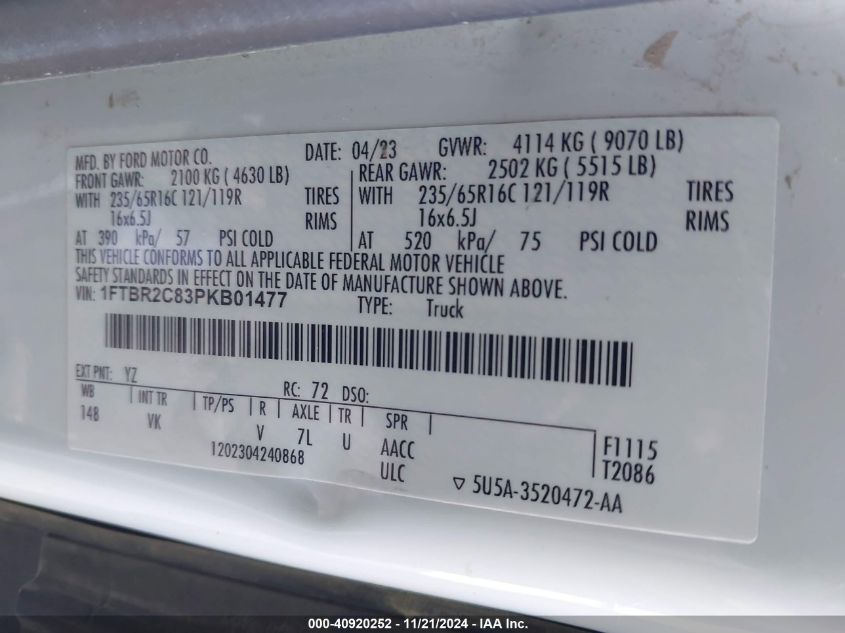 MFD. BY FORD MOTOR CO. DATE: 04/23 GVWR: 4114 KG ( 9070 LB)
FRONT GAWR: 2100 KG ( 4630 LB) REAR GAWR: 2502 KG ( 5515 LB)
WITH 235/65R16C 121/119R TIRES WITH 235/65R16C 121/119R TIRES
16x6.5J RIMS 16x6.5J RIMS
AT 390 kPa/ 57 PSI COLD AT 520 kPa/ 75 PSI COLD
THIS VEHICLE CONFORMS TO ALL APPLICABLE FEDERAL MOTOR VEHICLE
SAFETY STANDARDS IN EFFECT ON THE DATE OF MANUFACTURE SHOWN ABOVE.
VIN: 1FTBR2C83PKB01477 TYPE: Truck
EXT PNT: YZ RC: 72 DSO:
WB INT TR TP/PS R AXLE TR SPR
148 VK V 7L U AACC F1115
1202304240868 ULC T2086
5U5A-3520472-AA
000-40920252 - 11/21/2024 - IAAI Inc.